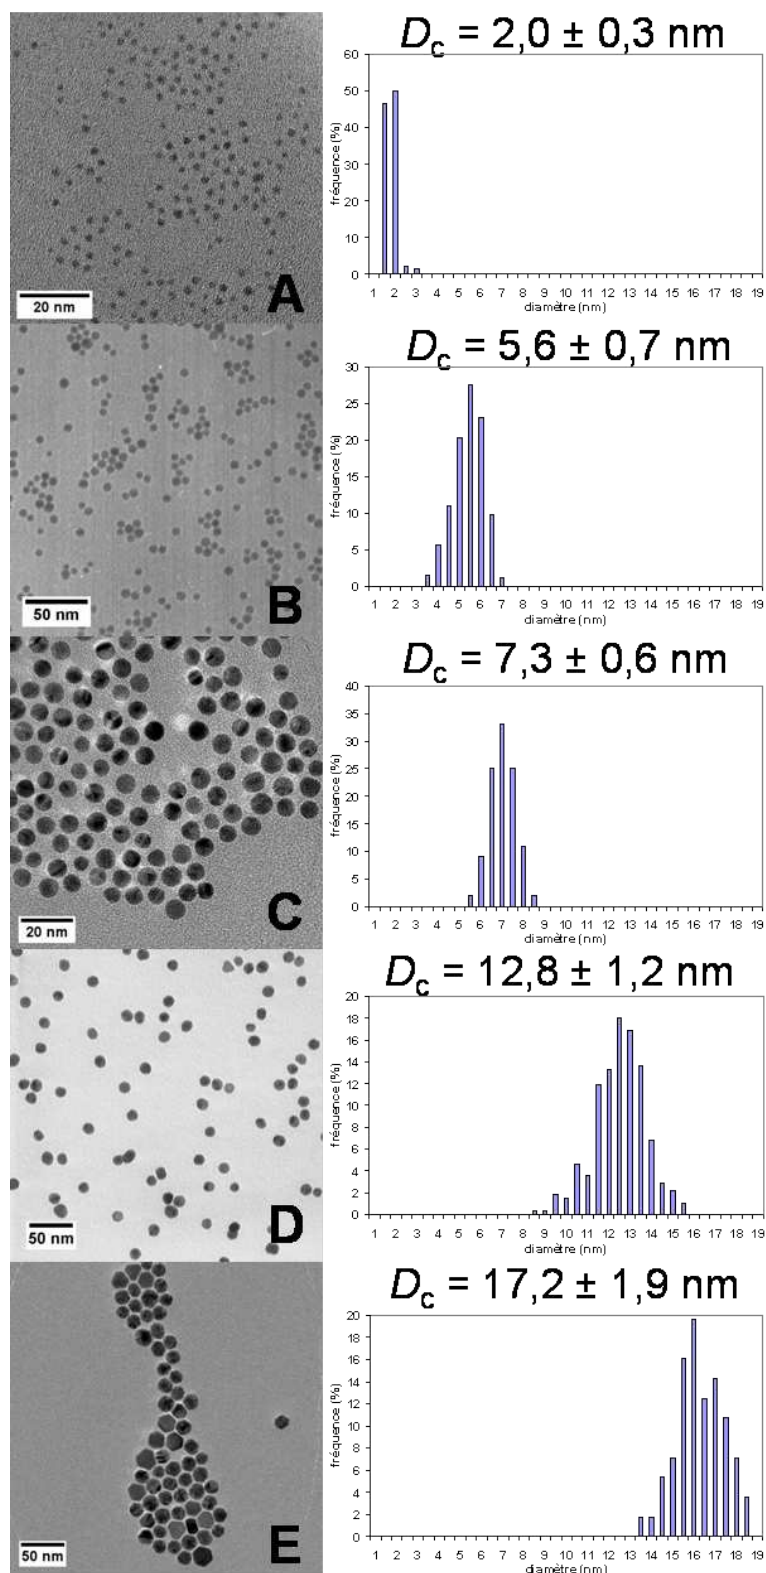 D_c = 2,0 ± 0,3 nm
60
50
40
30
20
10
0
fréquence (%)
1 2 3 4 5 6 7 8 9 10 11 12 13 14 15 16 17 18 19
diamètre (nm)
20 nm
A
D_c = 5,6 ± 0,7 nm
30
25
20
15
10
5
0
fréquence (%)
1 2 3 4 5 6 7 8 9 10 11 12 13 14 15 16 17 18 19
diamètre (nm)
50 nm
B
D_c = 7,3 ± 0,6 nm
40
35
30
25
20
15
10
5
0
fréquence (%)
1 2 3 4 5 6 7 8 9 10 11 12 13 14 15 16 17 18 19
diamètre (nm)
20 nm
C
D_c = 12,8 ± 1,2 nm
20
18
16
14
12
10
8
6
4
2
0
fréquence (%)
1 2 3 4 5 6 7 8 9 10 11 12 13 14 15 16 17 18 19
diamètre (nm)
50 nm
D
D_c = 17,2 ± 1,9 nm
20
18
16
14
12
10
8
6
4
2
0
fréquence (%)
1 2 3 4 5 6 7 8 9 10 11 12 13 14 15 16 17 18 19
diamètre (nm)
50 nm
E